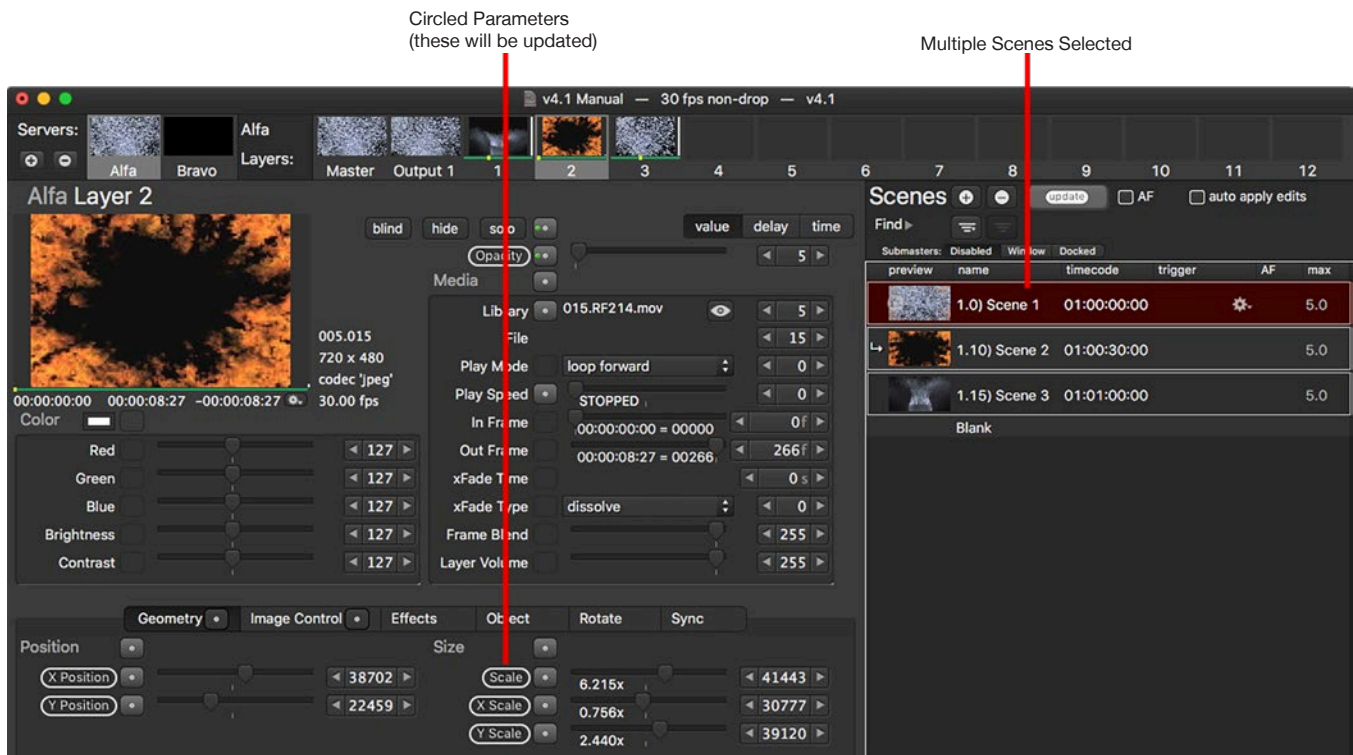 Circled Parameters
(these will be updated)
Multiple Scenes Selected
v4.1 Manual — 30 fps non-drop — v4.1
Servers:
Alfa
Bravo
Alfa
Layers:
Master
Output 1
1
2
3
4
5
6
7
8
9
10
11
12
Alfa Layer 2
blind
hide
solo
value
delay
time
Opacity
5
Media
Library
015.RF214.mov
5
File
15
Play Mode
loop forward
0
Play Speed
STOPPED
0
In Frame
00:00:00:00 = 00000
0f
Out Frame
00:00:08:27 = 00266
266f
xFade Time
0 s
xFade Type
dissolve
0
Frame Blend
255
Layer Volume
255
005.015
720 x 480
codec 'jpeg'
30.00 fps
00:00:00:00
00:00:08:27
-00:00:08:27
Color
Red
127
Green
127
Blue
127
Brightness
127
Contrast
127
Geometry
Image Control
Effects
Object
Rotate
Sync
Position
X Position
38702
Y Position
22459
Size
Scale
6.215x
41443
X Scale
0.756x
30777
Y Scale
2.440x
39120
Scenes
update
AF
auto apply edits
Find
Submasters:
Disabled
Window
Docked
preview
name
timecode
trigger
AF
max
1.0) Scene 1
01:00:00:00
5.0
1.10) Scene 2
01:00:30:00
5.0
1.15) Scene 3
01:01:00:00
5.0
Blank